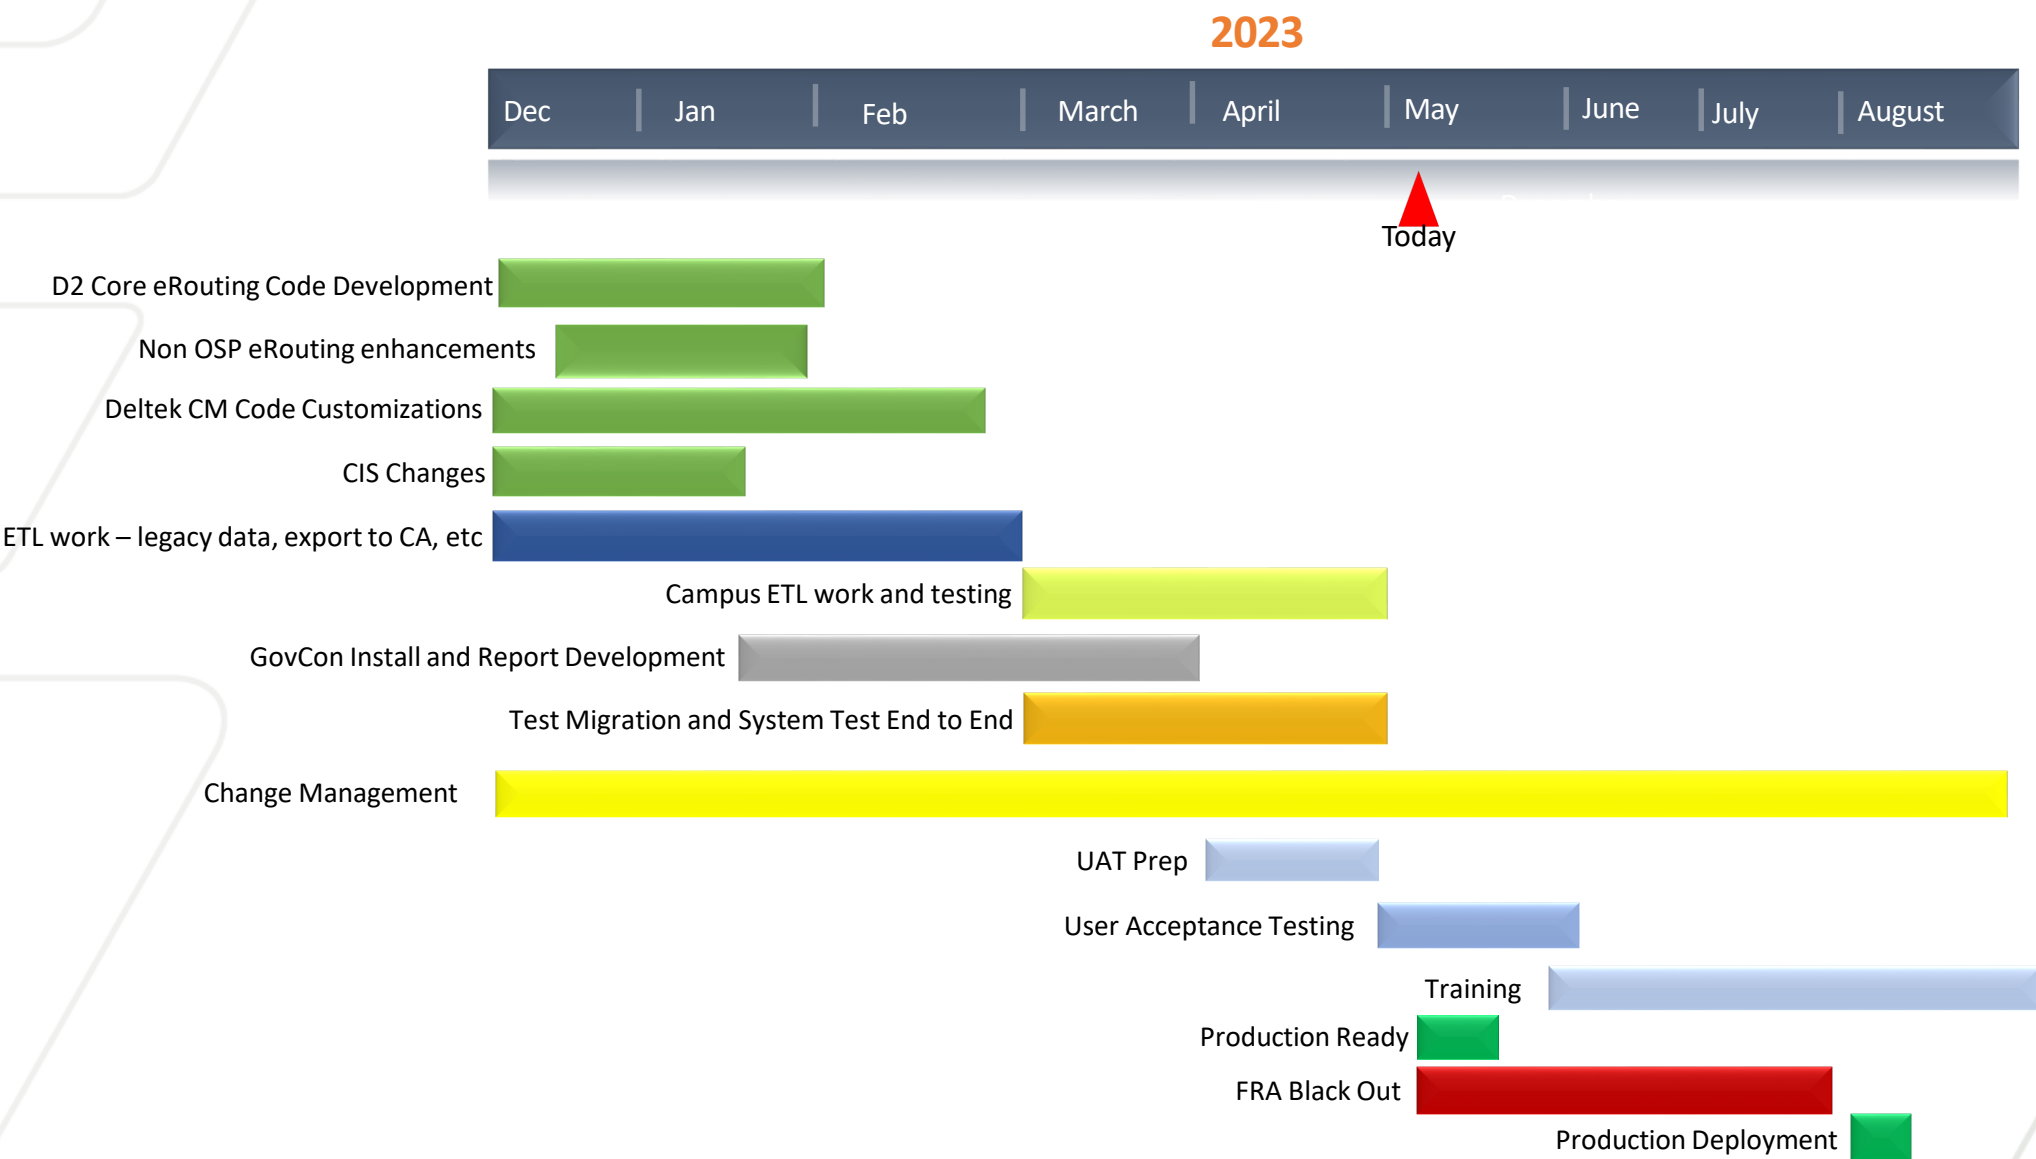 2023
Dec Jan Feb March April May June July August
Today
D2 Core eRouting Code Development
Non OSP eRouting enhancements
Deltek CM Code Customizations
CIS Changes
ETL work – legacy data, export to CA, etc
Campus ETL work and testing
GovCon Install and Report Development
Test Migration and System Test End to End
Change Management
UAT Prep
User Acceptance Testing
Training
Production Ready
FRA Black Out
Production Deployment